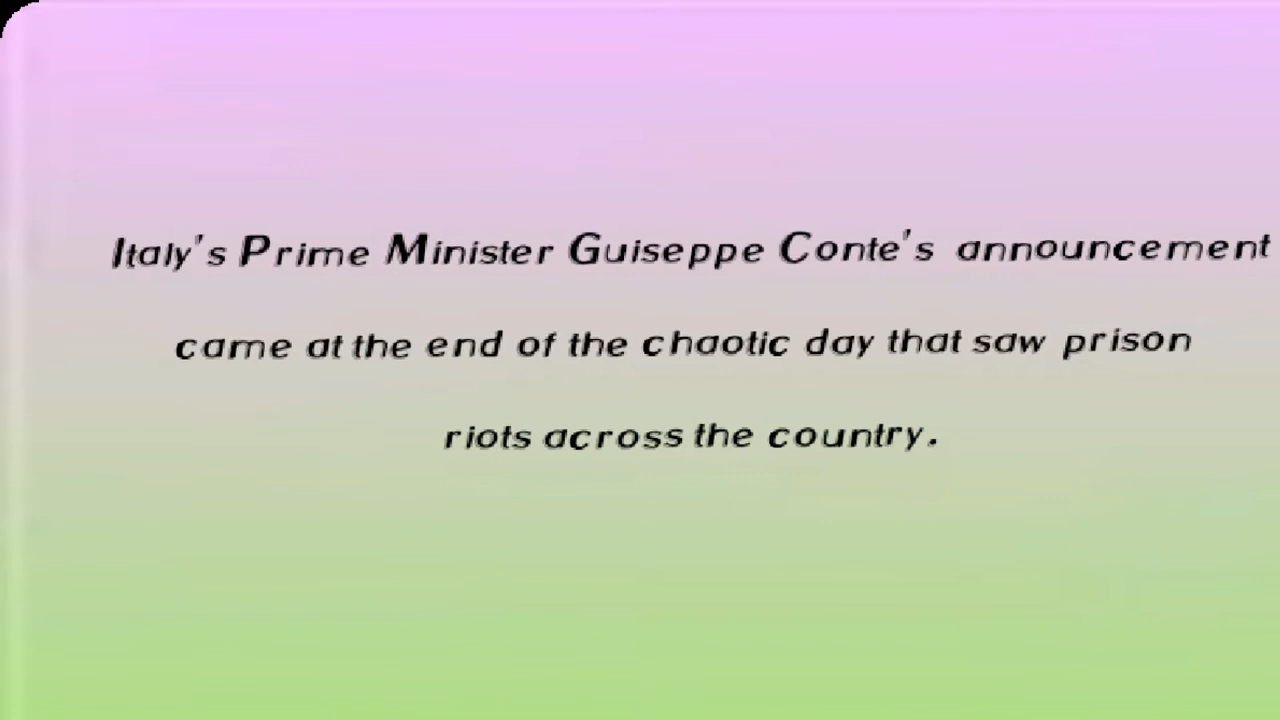 Italy's Prime Minister Guiseppe Conte's announcement
came at the end of the chaotic day that saw prison
riots across the country.